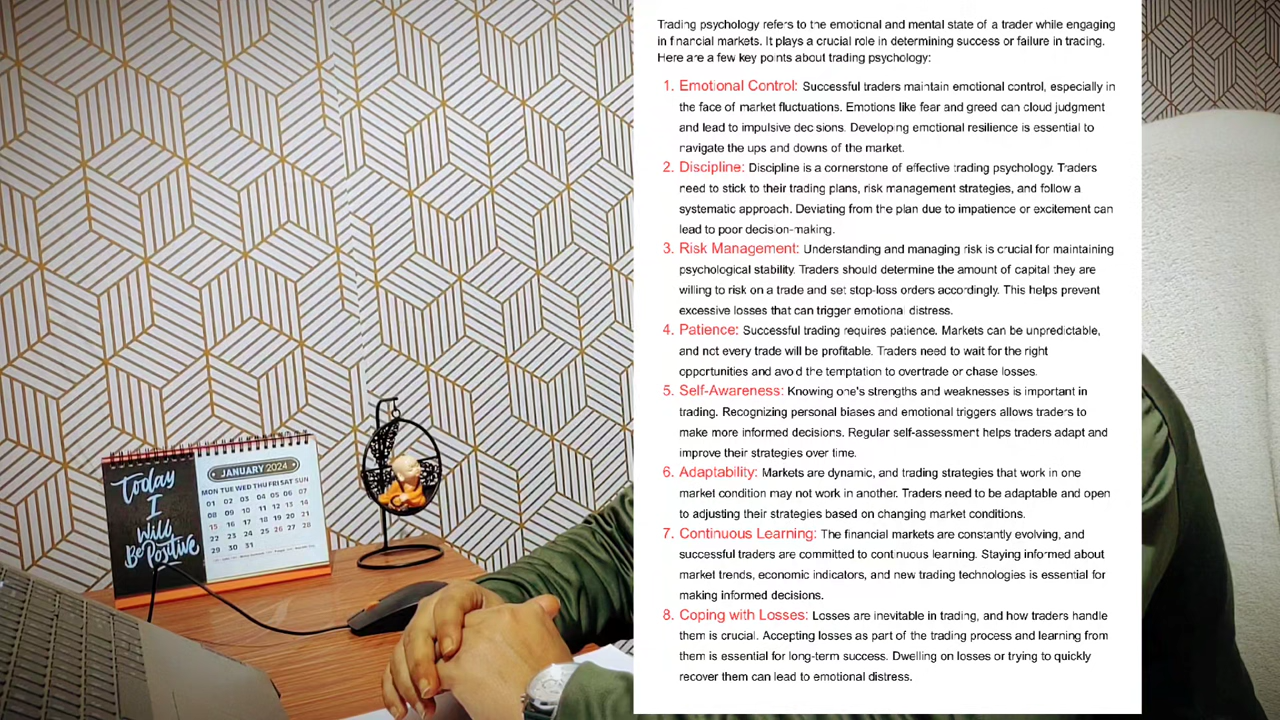 Trading psychology refers to the emotional and mental state of a trader while engaging
in financial markets. It plays a crucial role in determining success or failure in trading.
Here are a few key points about trading psychology:
1. Emotional Control: Successful traders maintain emotional control, especially in
the face of market fluctuations. Emotions like fear and greed can cloud judgment
and lead to impulsive decisions. Developing emotional resilience is essential to
navigate the ups and downs of the market.
2. Discipline: Discipline is a cornerstone of effective trading psychology. Traders
need to stick to their trading plans, risk management strategies, and follow a
systematic approach. Deviating from the plan due to impatience or excitement can
lead to poor decision-making.
3. Risk Management: Understanding and managing risk is crucial for maintaining
psychological stability. Traders should determine the amount of capital they are
willing to risk on a trade and set stop-loss orders accordingly. This helps prevent
excessive losses that can trigger emotional distress.
4. Patience: Successful trading requires patience. Markets can be unpredictable,
and not every trade will be profitable. Traders need to wait for the right
opportunities and avoid the temptation to overtrade or chase losses.
5. Self-Awareness: Knowing one's strengths and weaknesses is important in
trading. Recognizing personal biases and emotional triggers allows traders to
make more informed decisions. Regular self-assessment helps traders adapt and
improve their strategies over time.
6. Adaptability: Markets are dynamic, and trading strategies that work in one
market condition may not work in another. Traders need to be adaptable and open
to adjusting their strategies based on changing market conditions.
7. Continuous Learning: The financial markets are constantly evolving, and
successful traders are committed to continuous learning. Staying informed about
market trends, economic indicators, and new trading technologies is essential for
making informed decisions.
8. Coping with Losses: Losses are inevitable in trading, and how traders handle
them is crucial. Accepting losses as part of the trading process and learning from
them is essential for long-term success. Dwelling on losses or trying to quickly
recover them can lead to emotional distress.
Today
I
Will
Be Positive
JANUARY 2024
MON TUE WED THU FRI SAT SUN
01 02 03 04 05 06 07
08 09 10 11 12 13 14
15 16 17 18 19 20 21
22 23 24 25 26 27 28
29 30 31